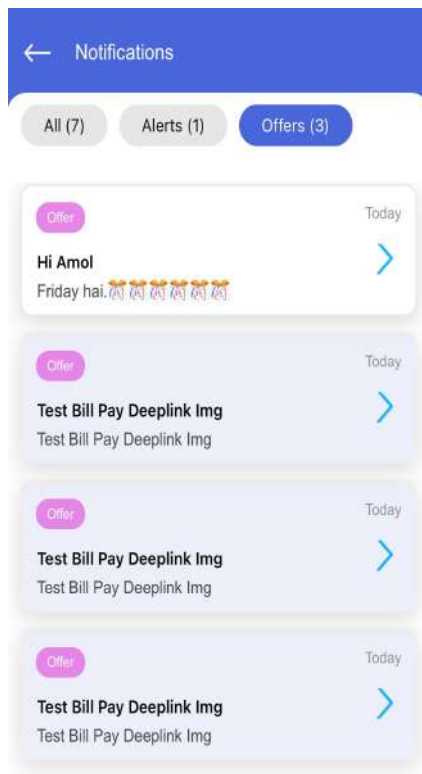 Notifications
All (7) Alerts (1) Offers (3)
Offer Today
Hi Amol
Friday hai.🎊🎊🎊🎊🎊🎊
Offer Today
Test Bill Pay Deeplink Img
Test Bill Pay Deeplink Img
Offer Today
Test Bill Pay Deeplink Img
Test Bill Pay Deeplink Img
Offer Today
Test Bill Pay Deeplink Img
Test Bill Pay Deeplink Img